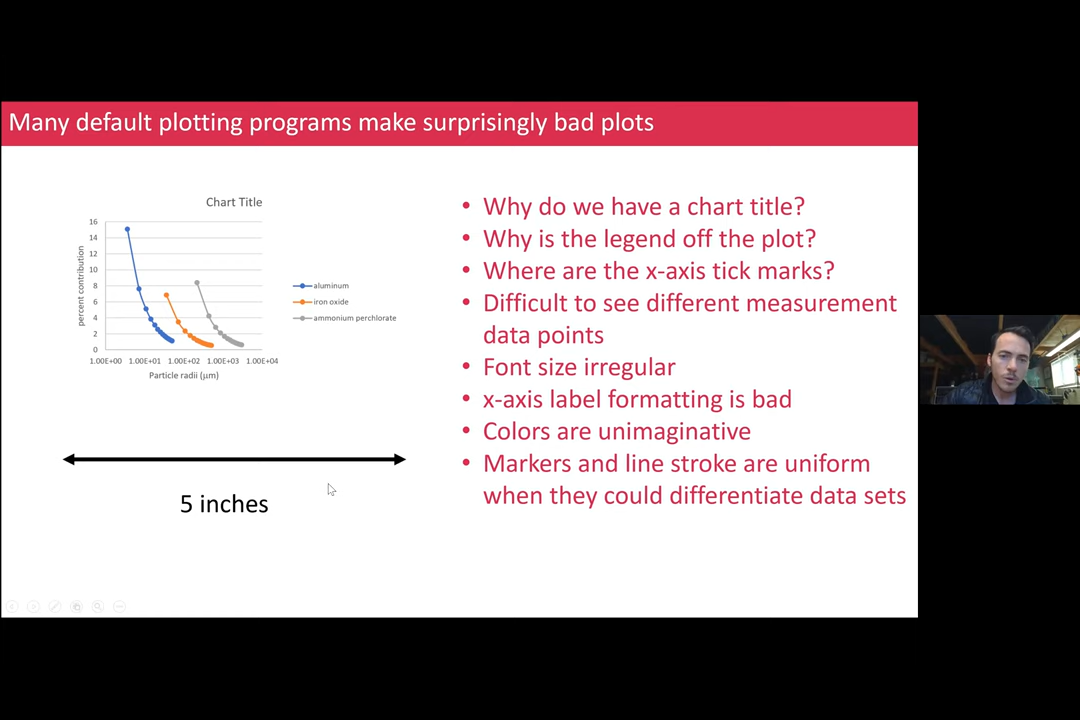 Many default plotting programs make surprisingly bad plots
Chart Title
16
14
12
10
8
6
4
2
0
percent contribution
1.00E+00 1.00E+01 1.00E+02 1.00E+03 1.00E+04
Particle radii (μm)
aluminum
iron oxide
ammonium perchlorate
5 inches
• Why do we have a chart title?
• Why is the legend off the plot?
• Where are the x-axis tick marks?
• Difficult to see different measurement
data points
• Font size irregular
• x-axis label formatting is bad
• Colors are unimaginative
• Markers and line stroke are uniform
when they could differentiate data sets